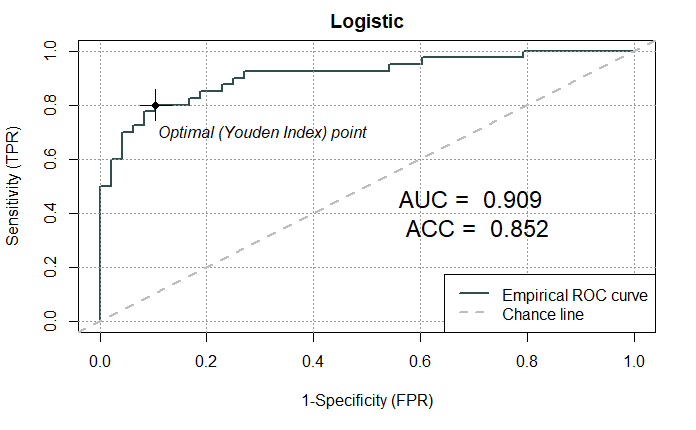 Logistic
Sensitivity (TPR)
1.0
0.8
0.6
0.4
0.2
0.0
Optimal (Youden Index) point
AUC = 0.909
ACC = 0.852
Empirical ROC curve
Chance line
0.0 0.2 0.4 0.6 0.8 1.0
1-Specificity (FPR)